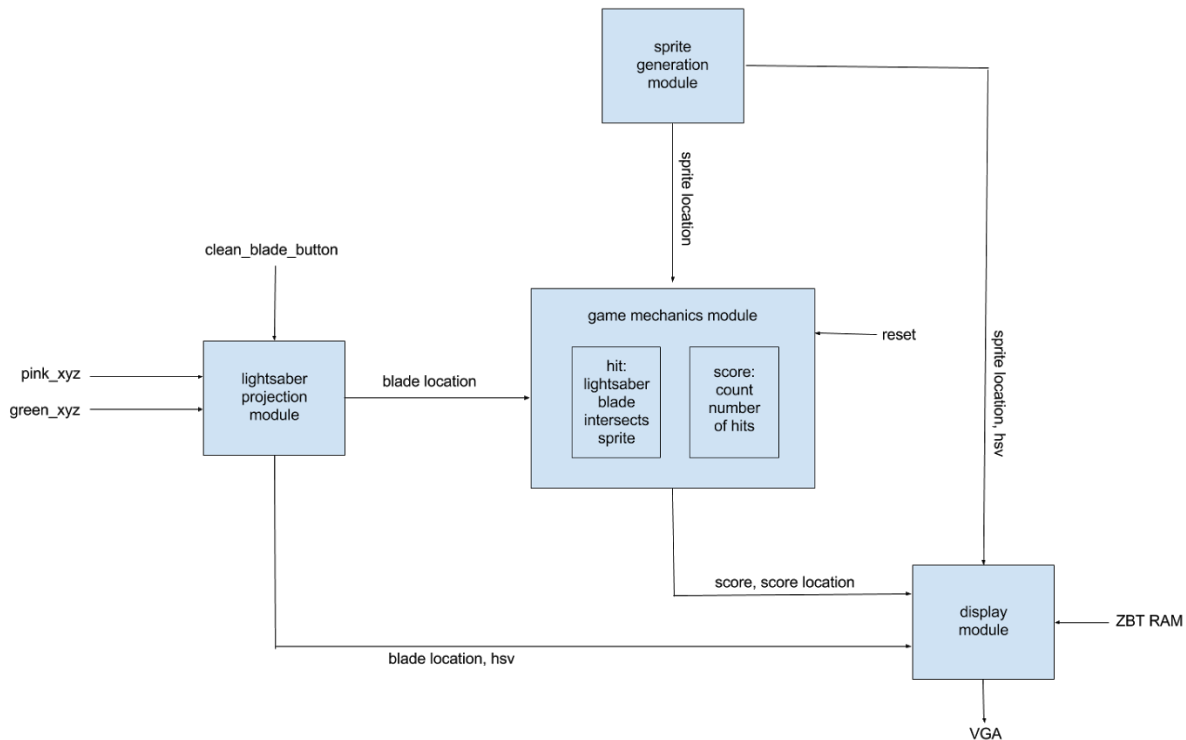 sprite
generation
module
sprite location
clean_blade_button
game mechanics module
reset
hit:
lightsaber
blade
intersects
sprite
score:
count
number
of hits
pink_xyz
green_xyz
lightsaber
projection
module
blade location
sprite location, hsv
score, score location
display
module
ZBT RAM
blade location, hsv
VGA